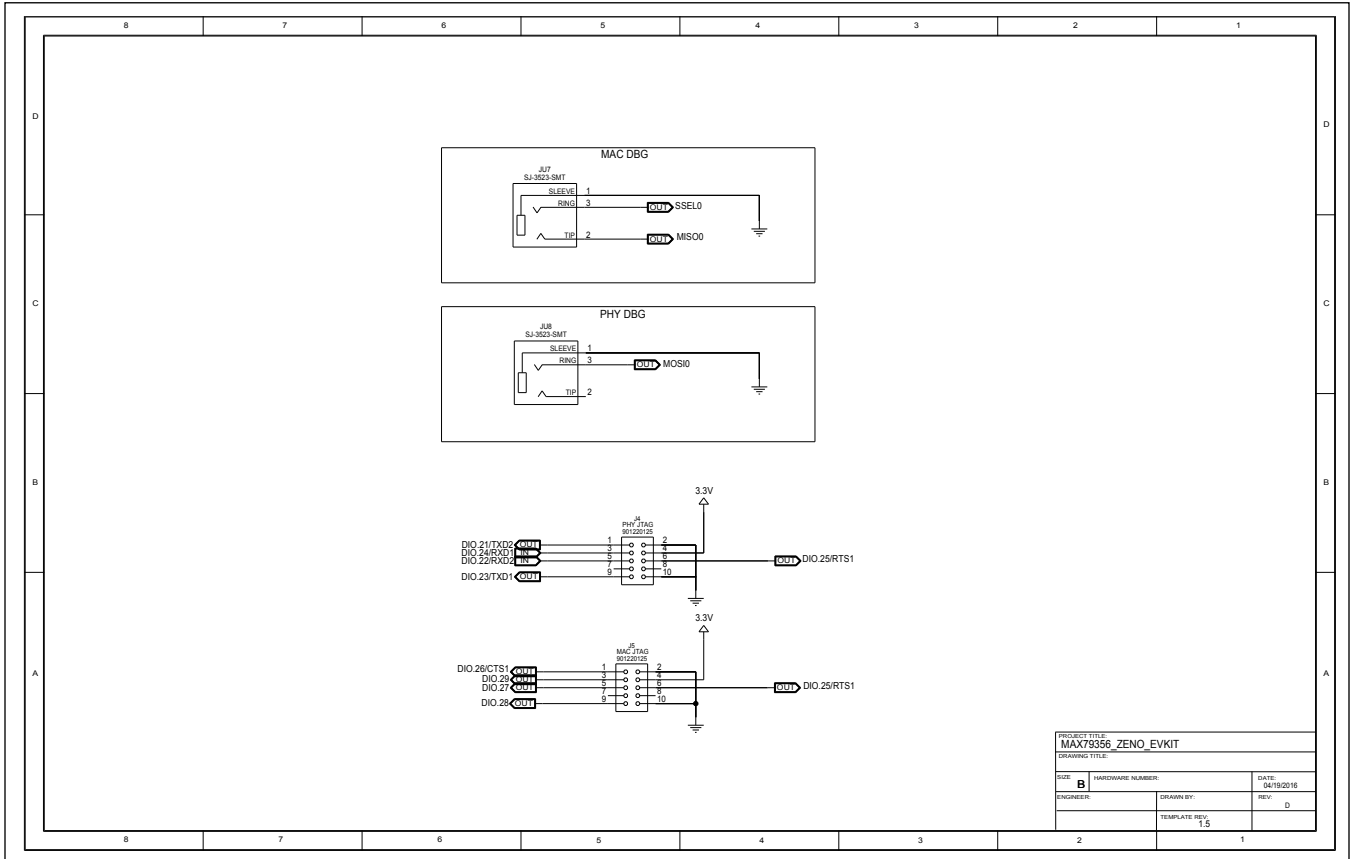 8 7 6 5 4 3 2 1
D D
MAC DBG
JU7
SJ-3523-SMT
SLEEVE 1
RING 3 OUT SSEL0
TIP 2 OUT MISO0
C C
PHY DBG
JU8
SJ-3523-SMT
SLEEVE 1
RING 3 OUT MOSI0
TIP 2
B B
3.3V
J4
PHY JTAG
901220125
DIO.21/TXD2 OUT 1 2
DIO.24/RXD1 IN 3 4
DIO.22/RXD2 IN 5 6 OUT DIO.25/RTS1
7 8
DIO.23/TXD1 OUT 9 10
3.3V
J5
MAC JTAG
901220125
DIO.26/CTS1 OUT 1 2
DIO.29 OUT 3 4
DIO.27 OUT 5 6 OUT DIO.25/RTS1
7 8
DIO.28 OUT 9 10
A A
PROJECT TITLE:
MAX79356_ZENO_EVKIT
DRAWING TITLE:
SIZE B HARDWARE NUMBER: DATE: 04/19/2016
ENGINEER: DRAWN BY: REV: D
TEMPLATE REV: 1.5
8 7 6 5 4 3 2 1